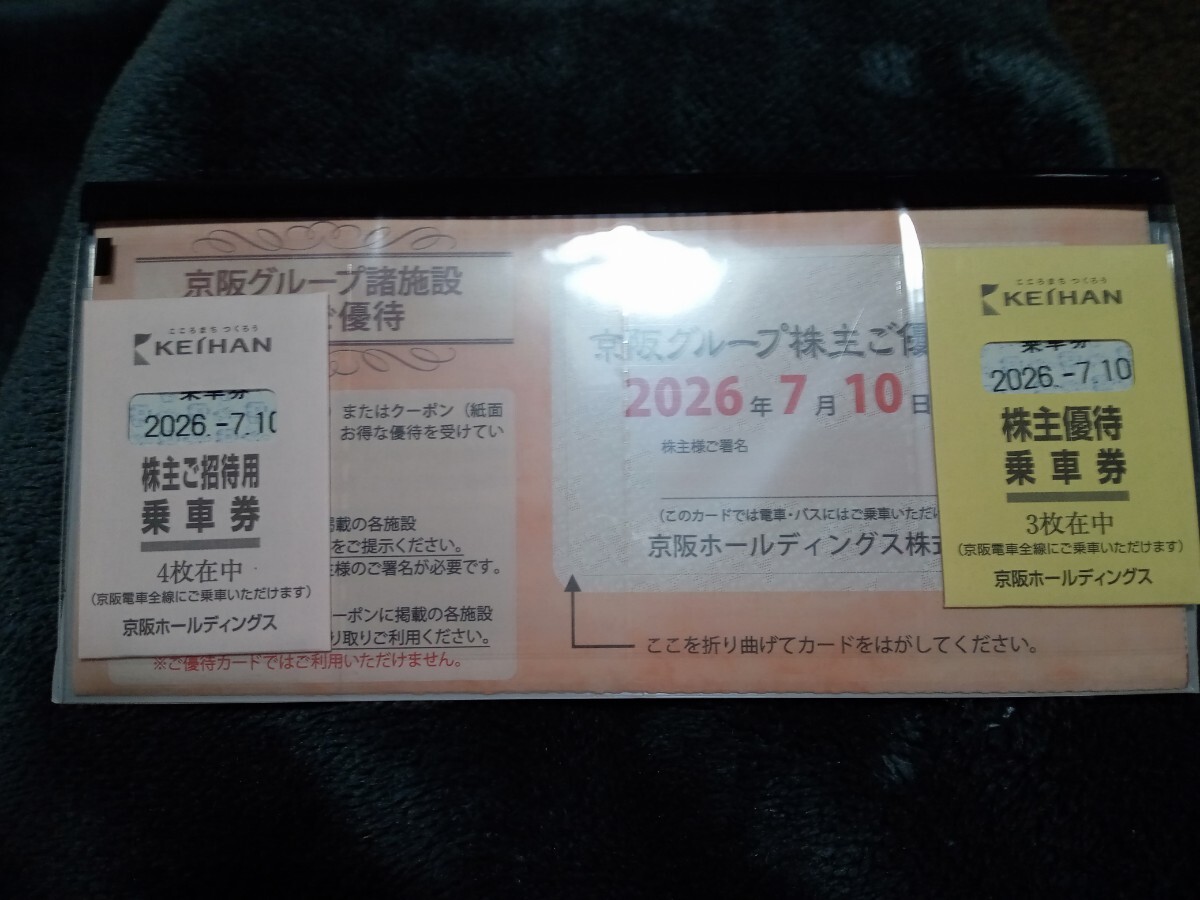 京阪グループ諸施設
ご優待
またはクーポン（紙面
お得な優待を受けてい
掲載の各施設
をご提示ください。
様のご署名が必要です。
ーポンに掲載の各施設
り取りご利用ください。
※ご優待カードではご利用いただけません。
こころまち つくろう
KEIHAN
乗車券
2026.-7.10
株主ご招待用
乗車券
4枚在中
（京阪電車全線にご乗車いただけます）
京阪ホールディングス
京阪グループ株主ご優
2026年7月10日
株主様ご署名
（このカードでは電車・バスにはご乗車いただけ
京阪ホールディングス株式
ここを折り曲げてカードをはがしてください。
こころまち つくろう
KEIHAN
乗車券
2026.-7.10
株主優待
乗車券
3枚在中
（京阪電車全線にご乗車いただけます）
京阪ホールディングス